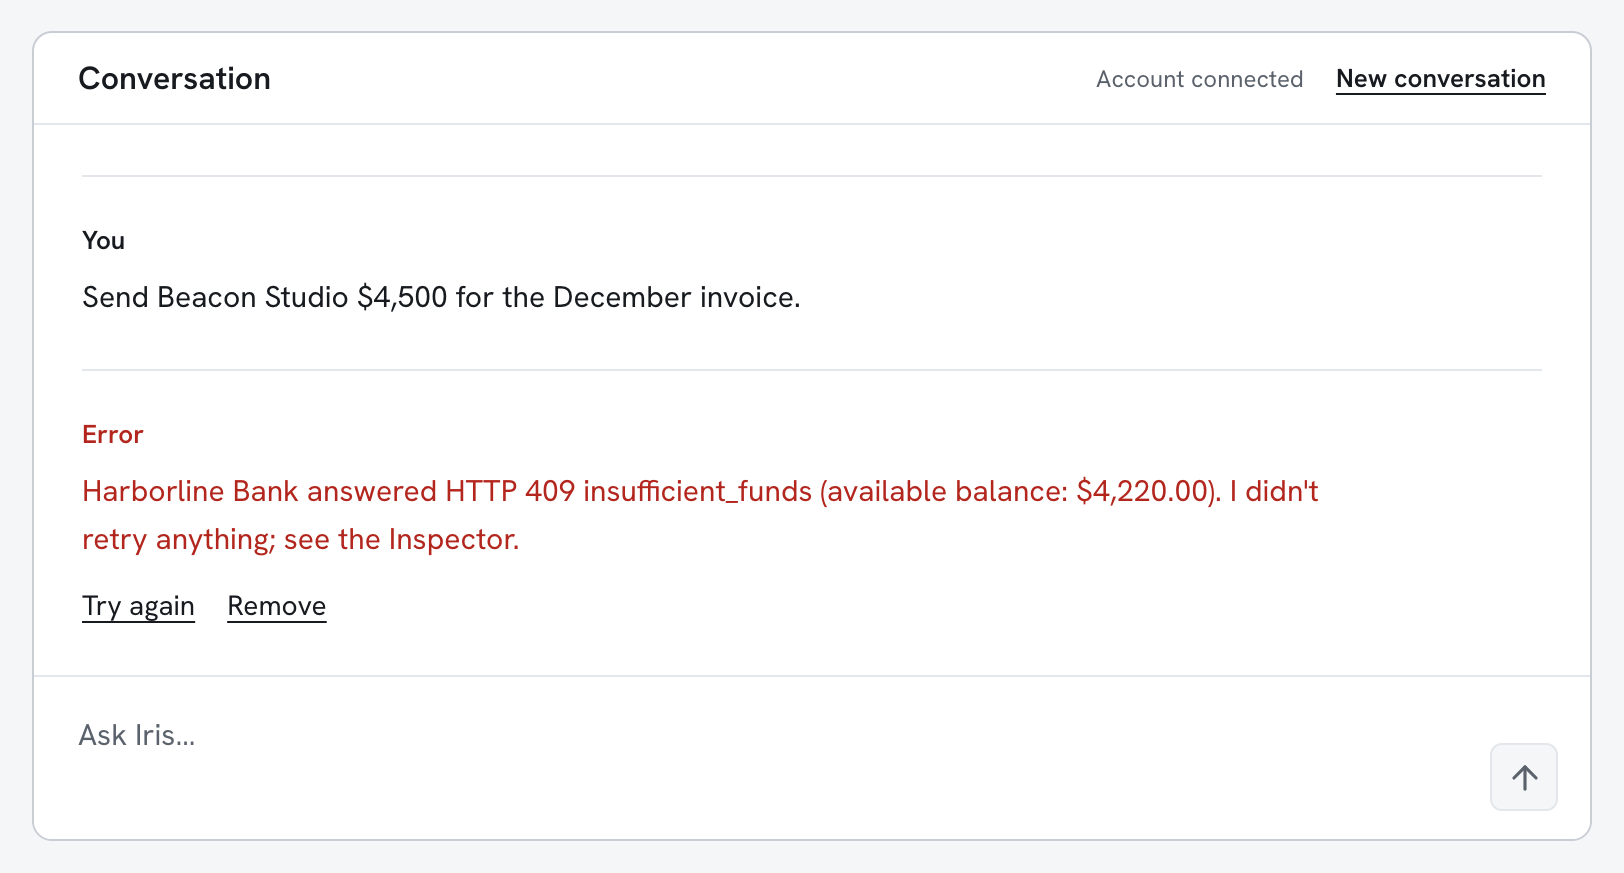 Conversation
Account connected
New conversation
You
Send Beacon Studio $4,500 for the December invoice.
Error
Harborline Bank answered HTTP 409 insufficient_funds (available balance: $4,220.00). I didn't
retry anything; see the Inspector.
Try again
Remove
Ask Iris...